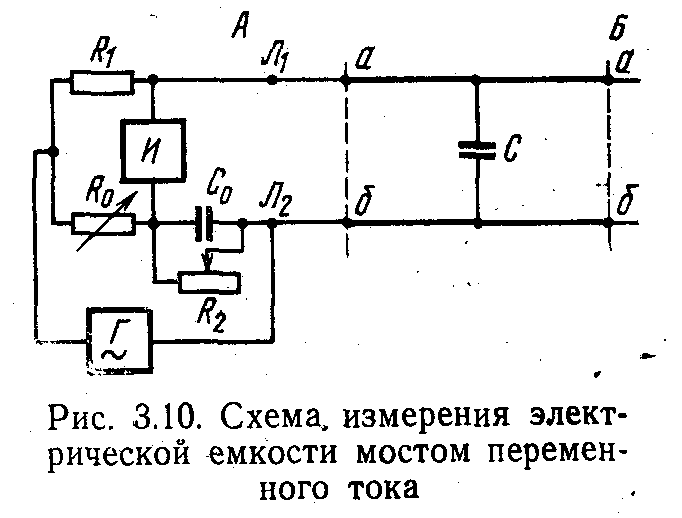 А
Б
R1
Л1
а
а
И
C
R0
C0
Л2
б
б
R2
Г
~
Рис. 3.10. Схема измерения элект-
рической емкости мостом перемен-
ного тока